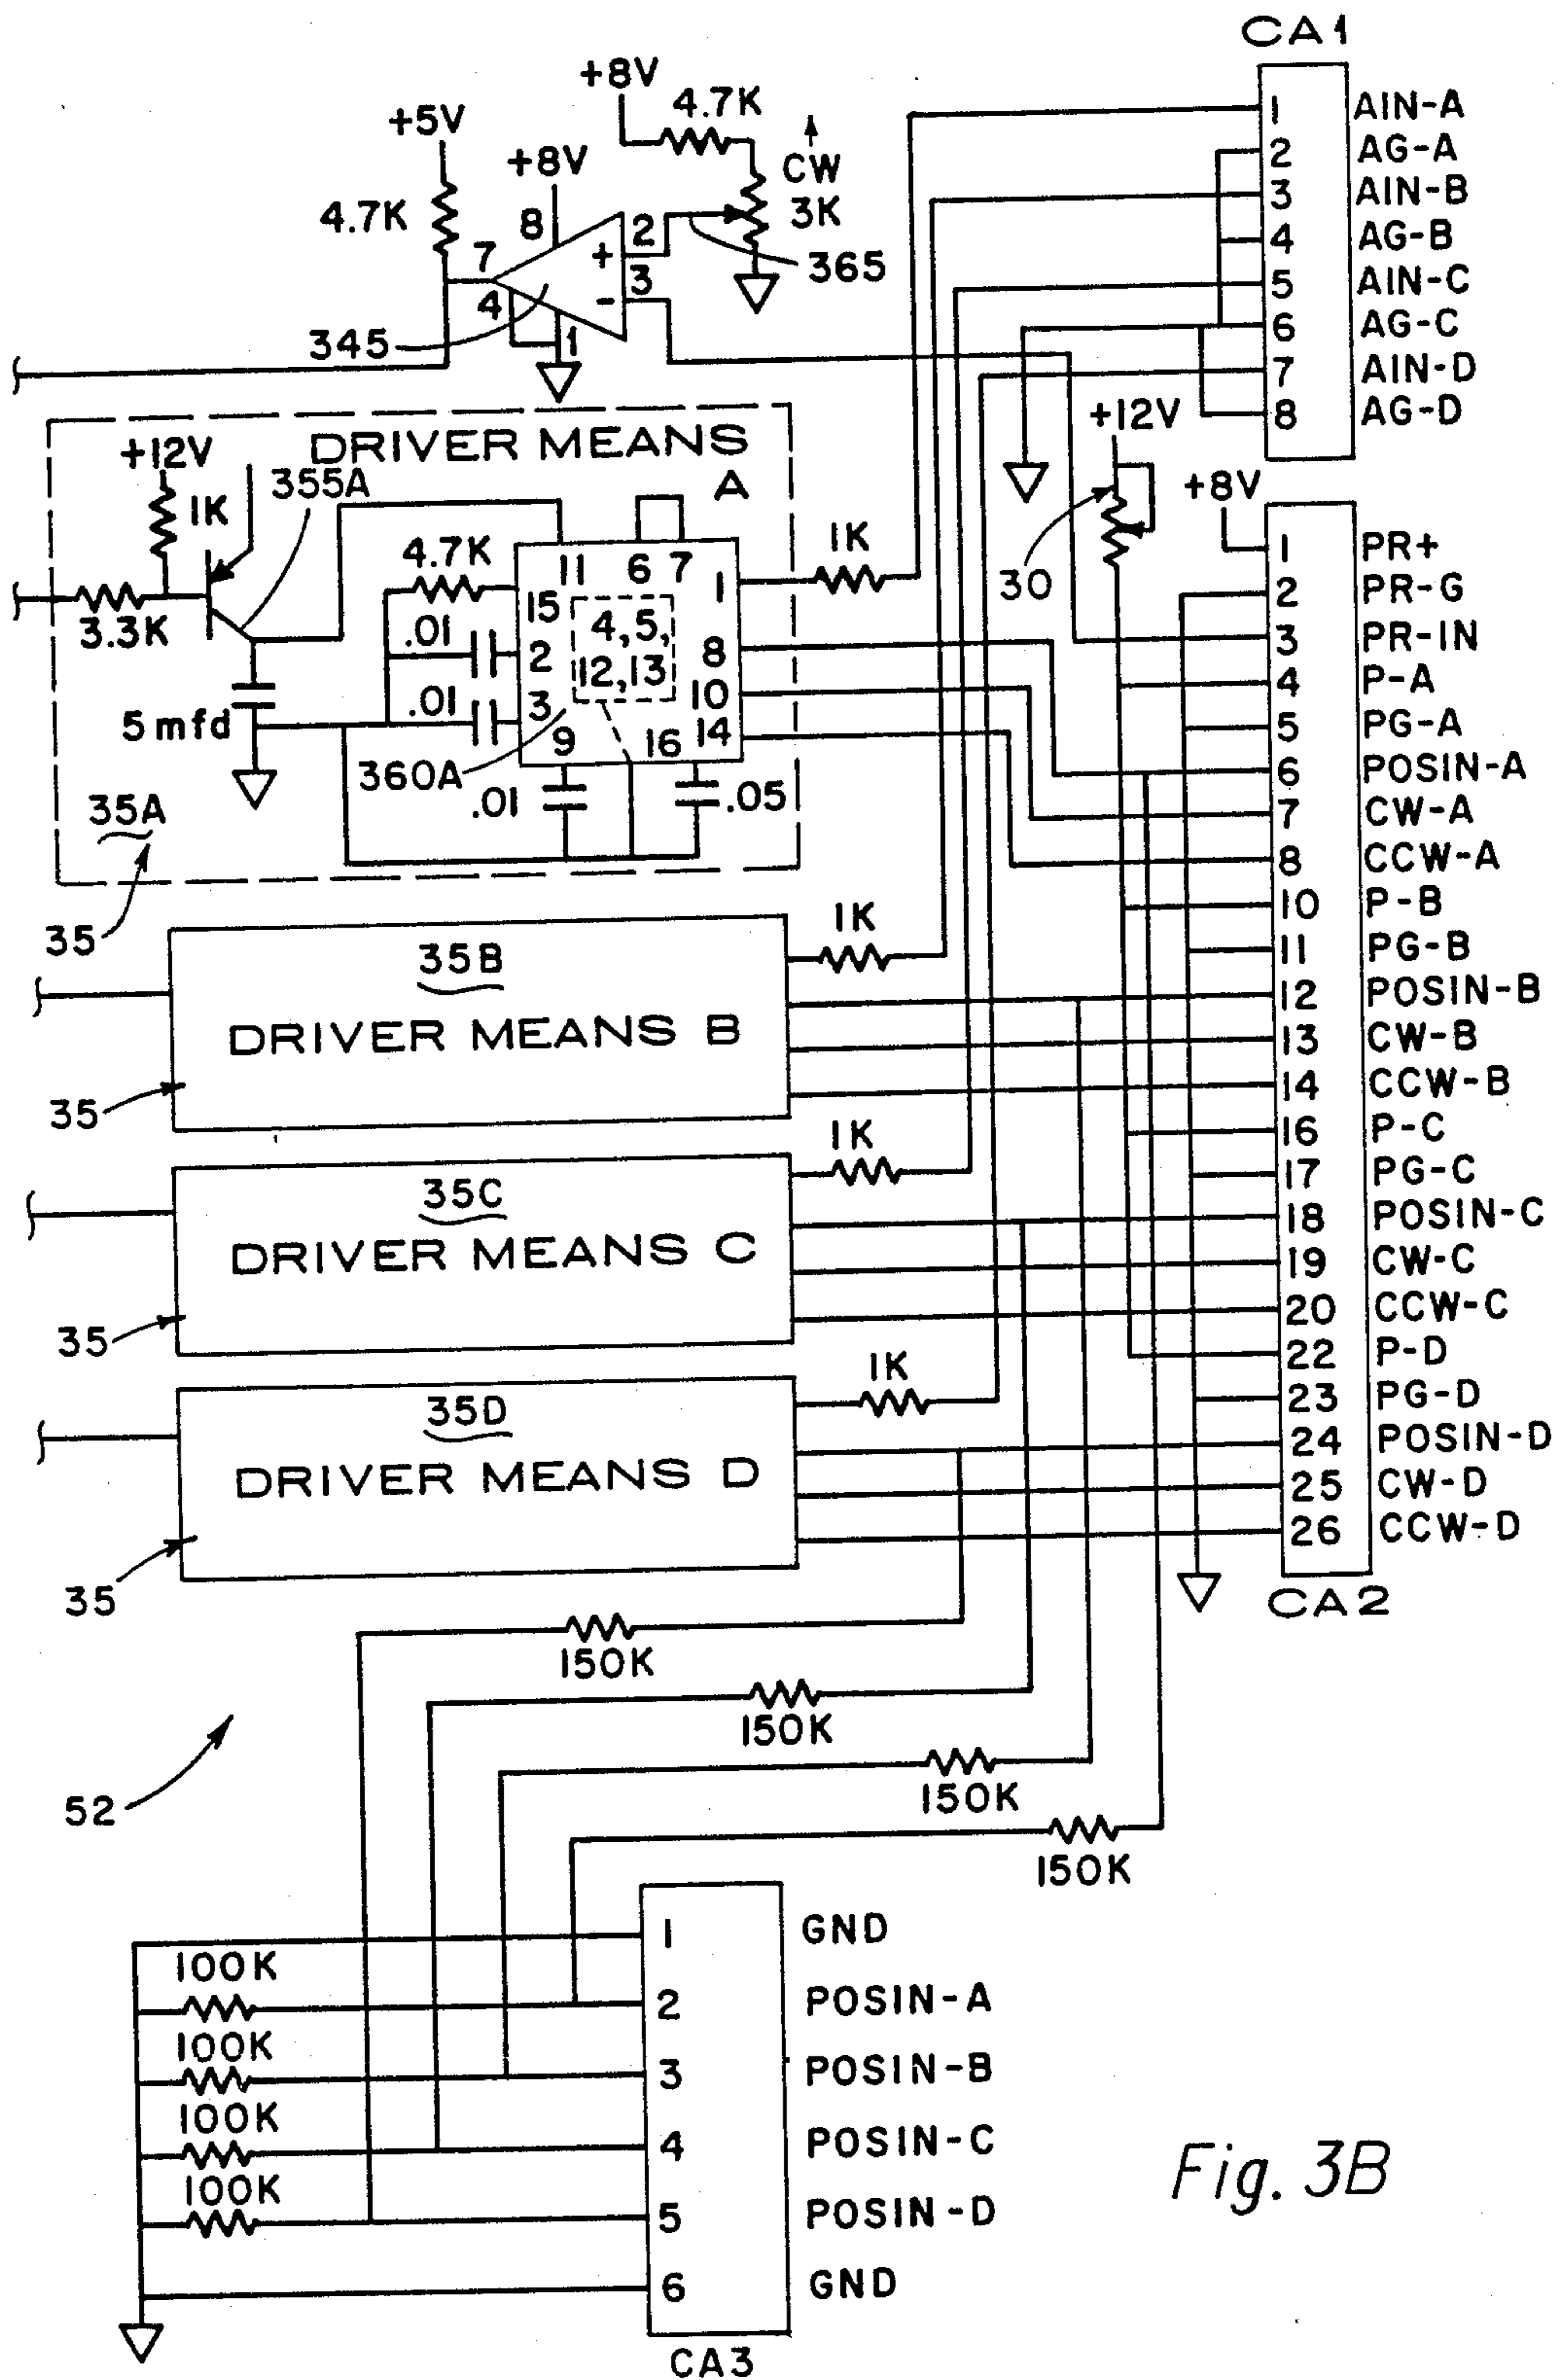 CA1
+8V
4.7K
+5V
+8V
CW
3K
4.7K
8
2
7
+
3
4
-
365
345
1
1 AIN-A
2 AG-A
3 AIN-B
4 AG-B
5 AIN-C
6 AG-C
7 AIN-D
8 AG-D
DRIVER MEANS
A
+12V
355A
1K
3.3K
5 mfd
4.7K
.01
.01
11 6 7
15
2
3
9
16
1
8
10
14
4,5,
12,13
360A
.01
.05
1K
35A
35
+12V
30
+8V
1 PR+
2 PR-G
3 PR-IN
4 P-A
5 PG-A
6 POSIN-A
7 CW-A
8 CCW-A
10 P-B
11 PG-B
12 POSIN-B
13 CW-B
14 CCW-B
16 P-C
17 PG-C
18 POSIN-C
19 CW-C
20 CCW-C
22 P-D
23 PG-D
24 POSIN-D
25 CW-D
26 CCW-D
CA2
35B
DRIVER MEANS B
35
1K
35C
DRIVER MEANS C
35
1K
35D
DRIVER MEANS D
35
1K
150K
150K
150K
150K
52
1 GND
100K
2 POSIN-A
100K
3 POSIN-B
100K
4 POSIN-C
100K
5 POSIN-D
6 GND
CA3
Fig. 3B